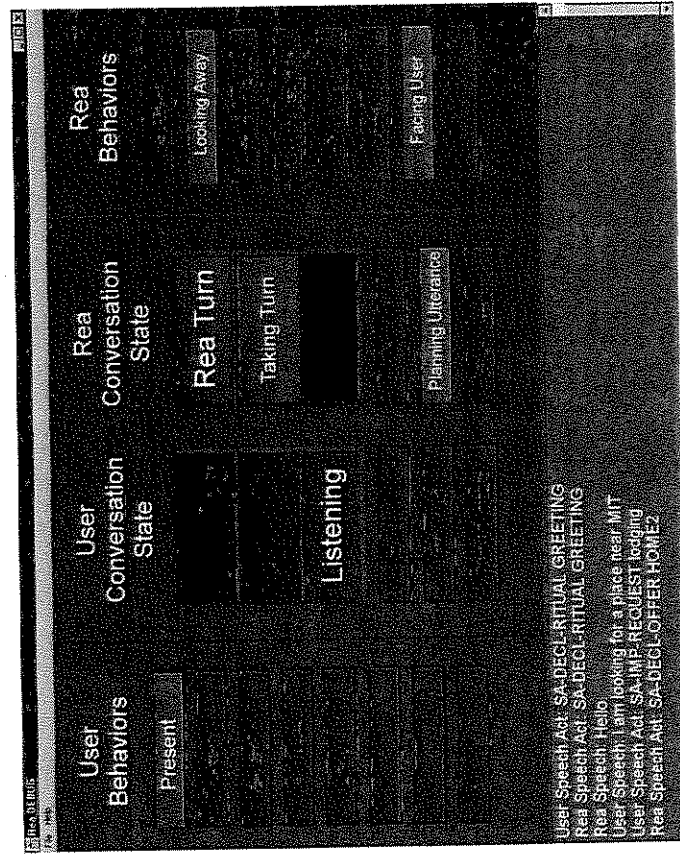 Rea DEBUG
User
Behaviors
User
Conversation
State
Rea
Conversation
State
Rea
Behaviors
Present
Listening
Rea Turn
Taking Turn
Planning Utterance
Looking Away
Facing User
User Speech Act: SA-DECL-RITUAL GREETING
Rea Speech Act: SA-DECL-RITUAL GREETING
Rea Speech: Hello
User Speech: I am looking for a place near MIT
User Speech Act: SA-IMP-REQUEST lodging
Rea Speech Act: SA-DECL-OFFER HOME2